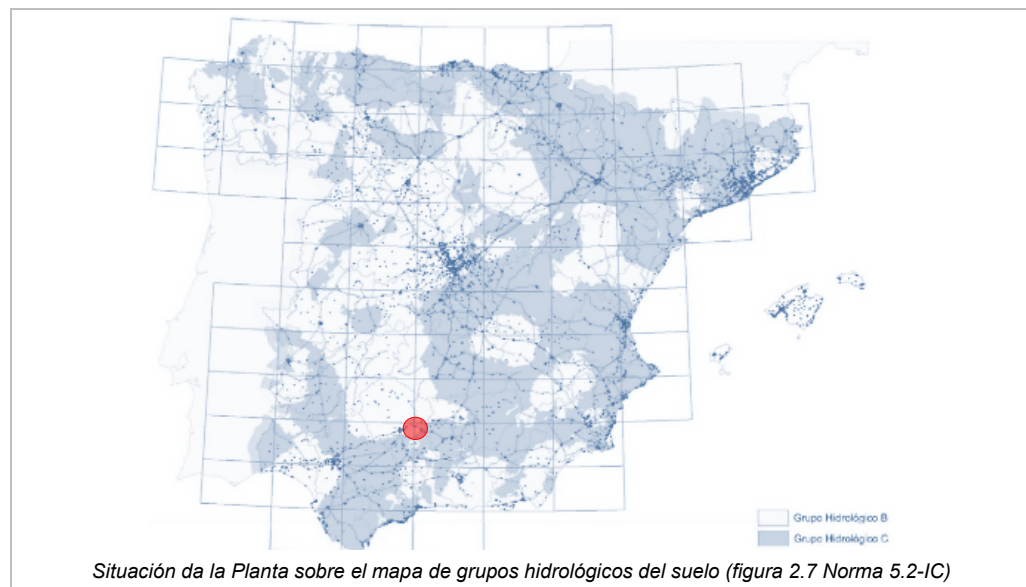 Grupo Hidrológico B
Grupo Hidrológico C
Situación da la Planta sobre el mapa de grupos hidrológicos del suelo (figura 2.7 Norma 5.2-IC)